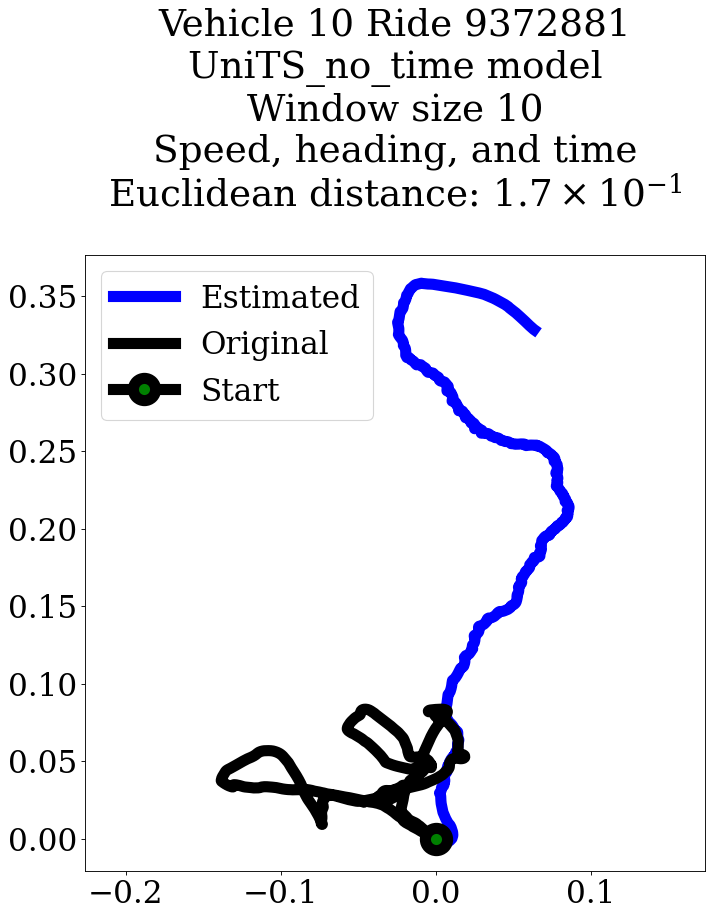 Vehicle 10 Ride 9372881
UniTS_no_time model
Window size 10
Speed, heading, and time
Euclidean distance: 1.7 × 10⁻¹
Estimated
Original
Start
0.35
0.30
0.25
0.20
0.15
0.10
0.05
0.00
−0.2 −0.1 0.0 0.1